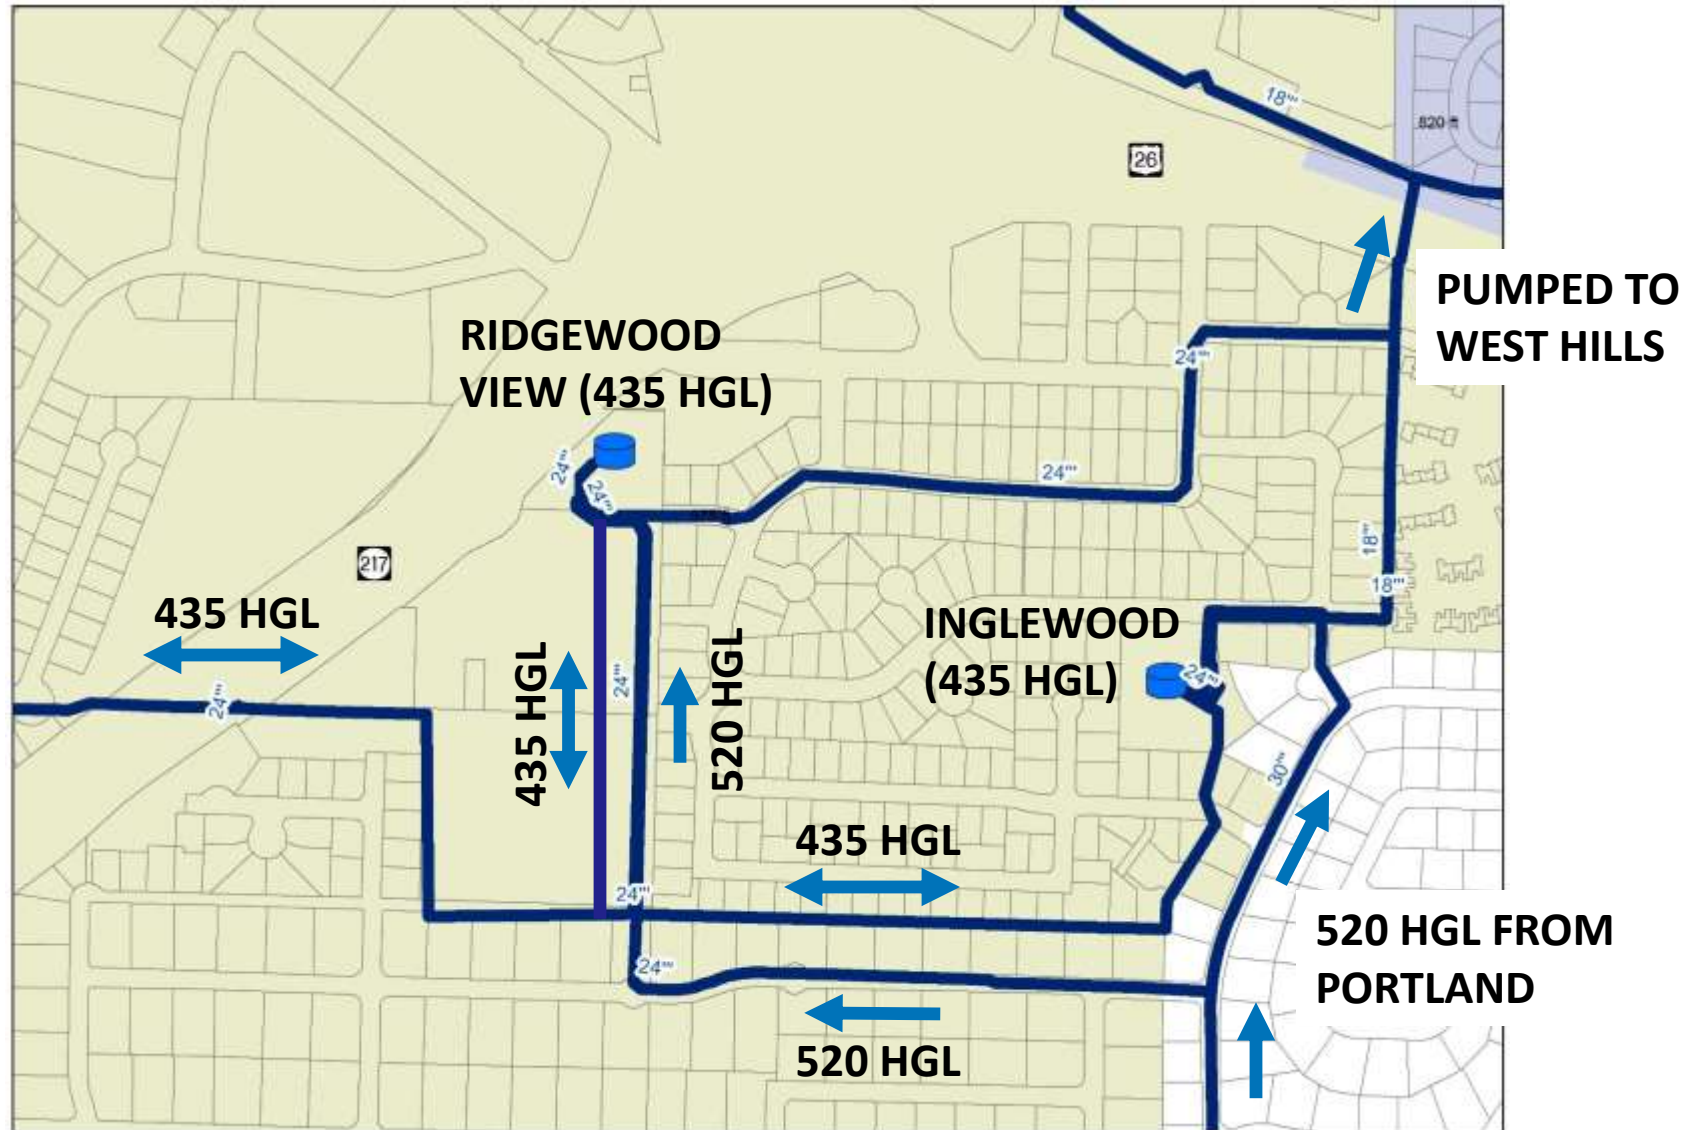 18'''
820 ft
26
PUMPED TO
WEST HILLS
RIDGEWOOD
VIEW (435 HGL)
24'''
24'''
24'''
24'''
217
18'''
18'''
435 HGL
INGLEWOOD
(435 HGL)
24'''
435 HGL
24'''
520 HGL
24'''
30'''
435 HGL
24'''
24'''
520 HGL FROM
PORTLAND
520 HGL